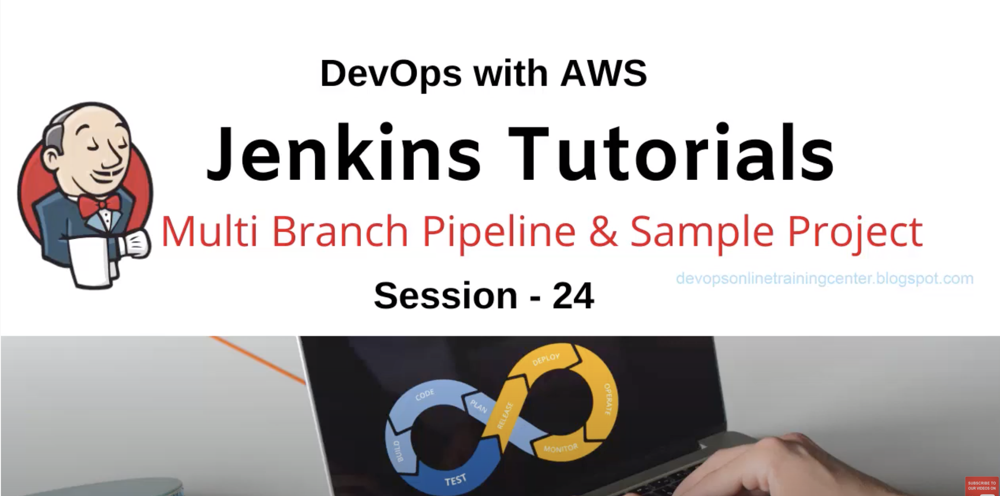 DevOps with AWS
Jenkins Tutorials
Multi Branch Pipeline & Sample Project
devopsonlinetrainingcenter.blogspot.com
Session - 24
DEPLOY
CODE
PLAN
OPERATE
RELEASE
BUILD
MONITOR
TEST
SUBSCRIBE TO
OUR VIDEOS ON